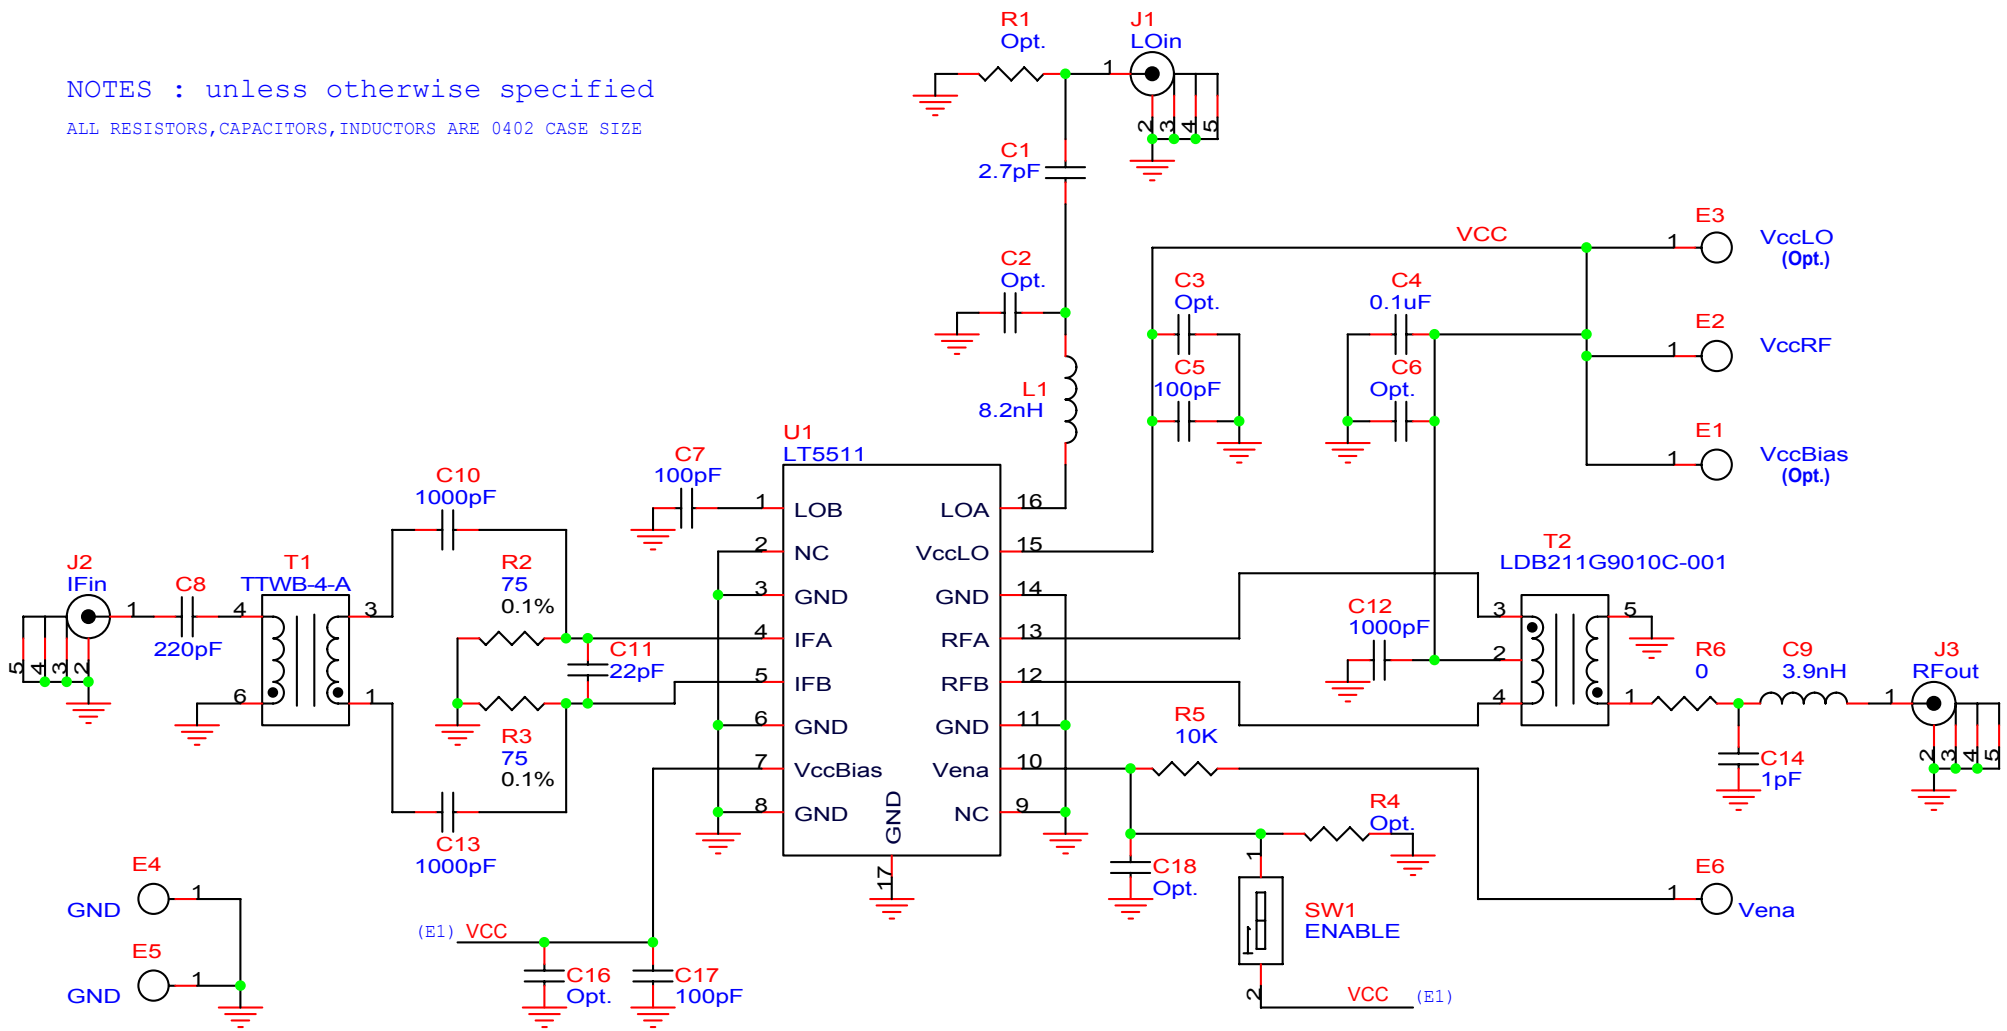 NOTES : unless otherwise specified
ALL RESISTORS,CAPACITORS,INDUCTORS ARE 0402 CASE SIZE
R1
Opt.
J1
LOin
1
2
3
4
5
C1
2.7pF
C2
Opt.
L1
8.2nH
VCC
C3
Opt.
C5
100pF
C4
0.1uF
C6
Opt.
E3
1
VccLO
(Opt.)
E2
1
VccRF
E1
1
VccBias
(Opt.)
U1
LT5511
C7
100pF
1 LOB
2 NC
3 GND
4 IFA
5 IFB
6 GND
7 VccBias
8 GND
GND
17
LOA 16
VccLO 15
GND 14
RFA 13
RFB 12
GND 11
Vena 10
NC 9
C10
1000pF
J2
IFin
1
5
4
3
2
C8
220pF
T1
TTWB-4-A
4
6
3
1
R2
75
0.1%
C11
22pF
R3
75
0.1%
C13
1000pF
T2
LDB211G9010C-001
3
2
4
5
1
C12
1000pF
R6
0
C9
3.9nH
J3
RFout
1
2
3
4
5
C14
1pF
R5
10K
R4
Opt.
C18
Opt.
1
SW1
ENABLE
2
VCC (E1)
E6
1
Vena
E4
1
GND
E5
1
GND
(E1) VCC
C16
Opt.
C17
100pF